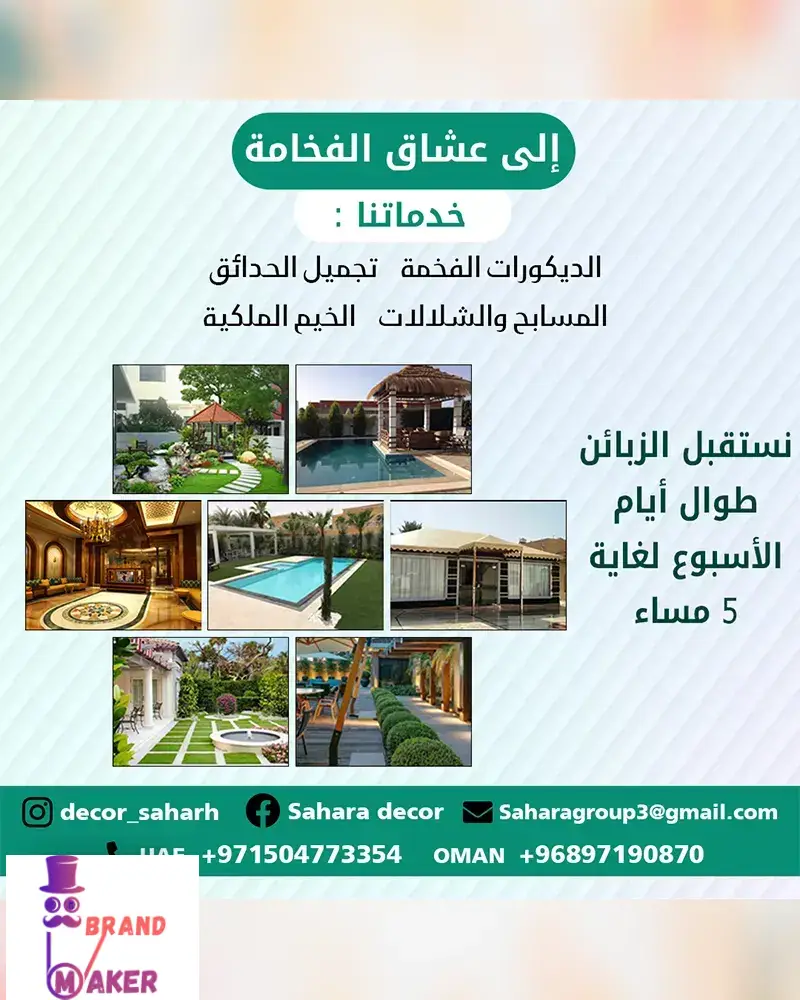 إلى عشاق الفخامة
خدماتنا :
الديكورات الفخمة تجميل الحدائق
المسابح والشلالات الخيم الملكية
نستقبل الزبائن
طوال أيام
الأسبوع لغاية
5 مساء
decor_saharh Sahara decor Saharagroup3@gmail.com
UAE +971504773354 OMAN +96897190870
BRAND
MAKER